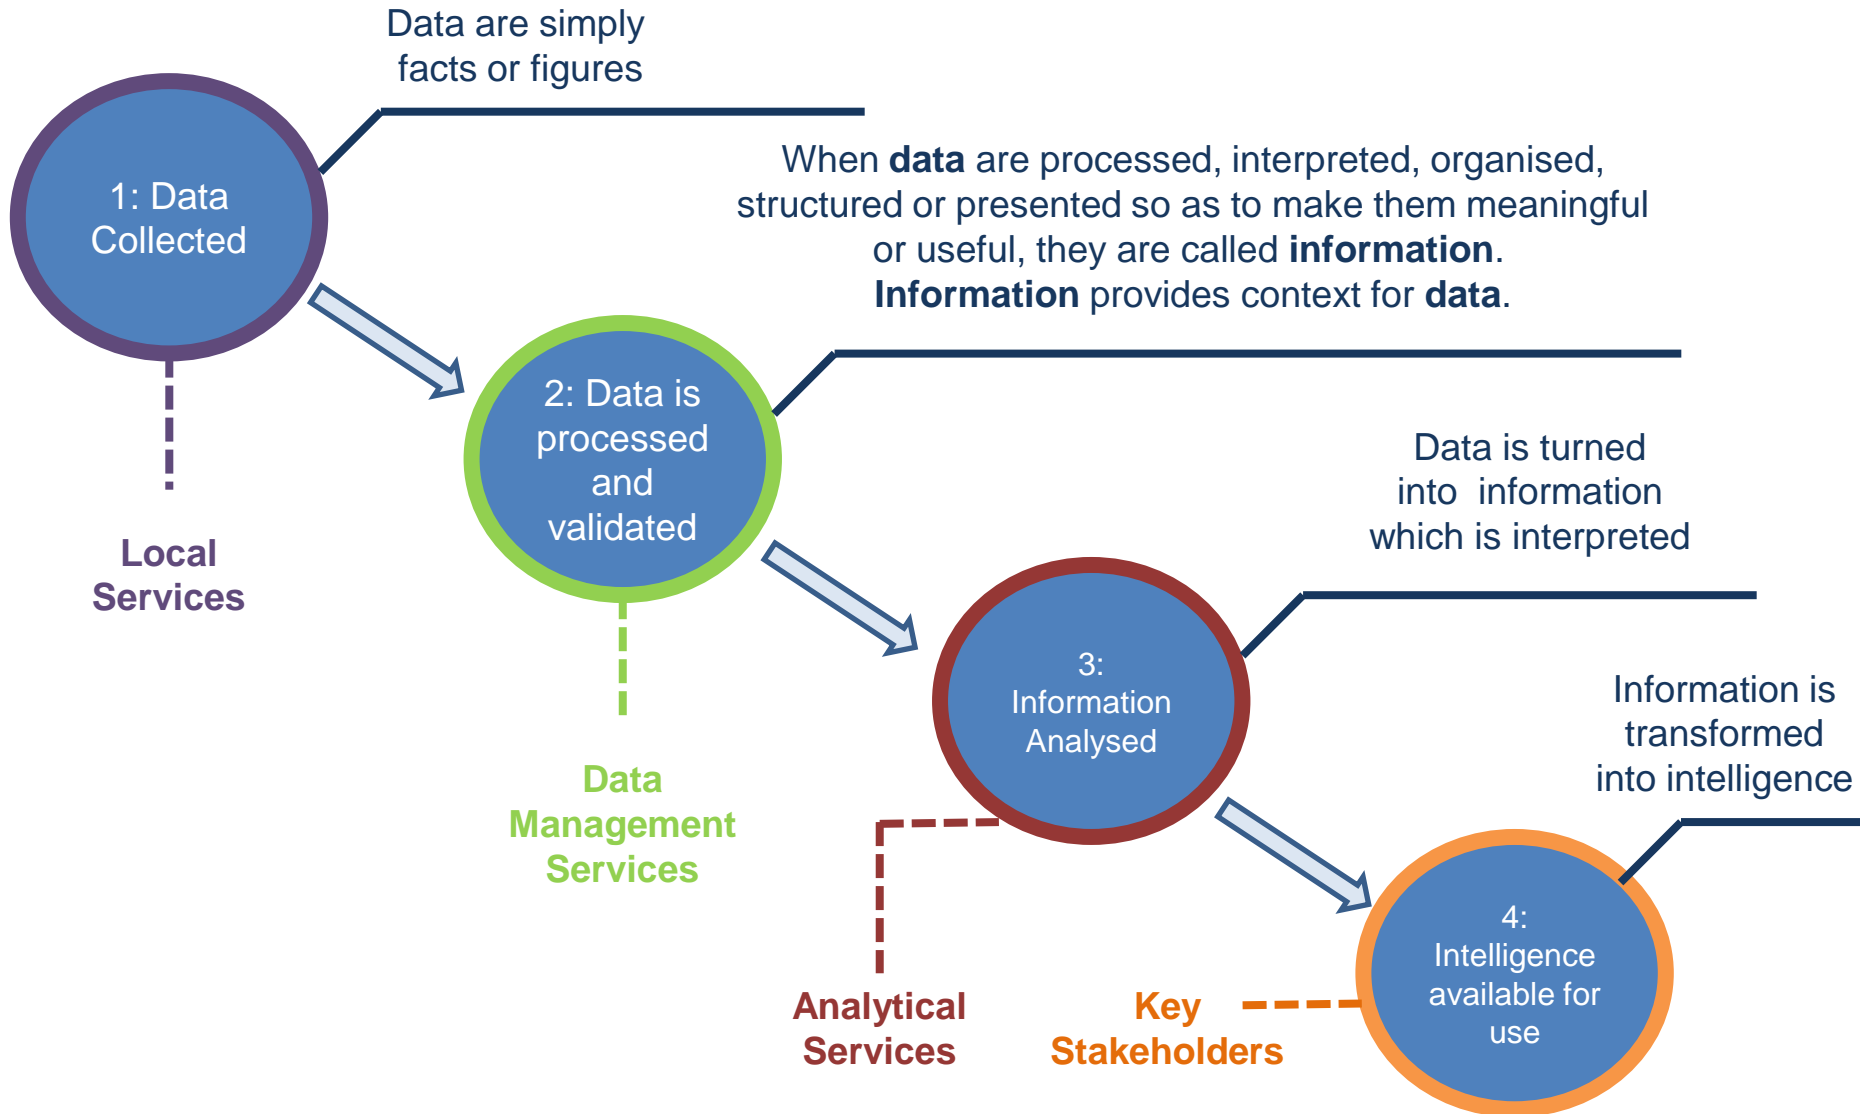 Data are simply
facts or figures
1: Data
Collected
Local
Services
When data are processed, interpreted, organised,
structured or presented so as to make them meaningful
or useful, they are called information.
Information provides context for data.
2: Data is
processed
and
validated
Data
Management
Services
Data is turned
into information
which is interpreted
3:
Information
Analysed
Analytical
Services
Information is
transformed
into intelligence
4:
Intelligence
available for
use
Key
Stakeholders